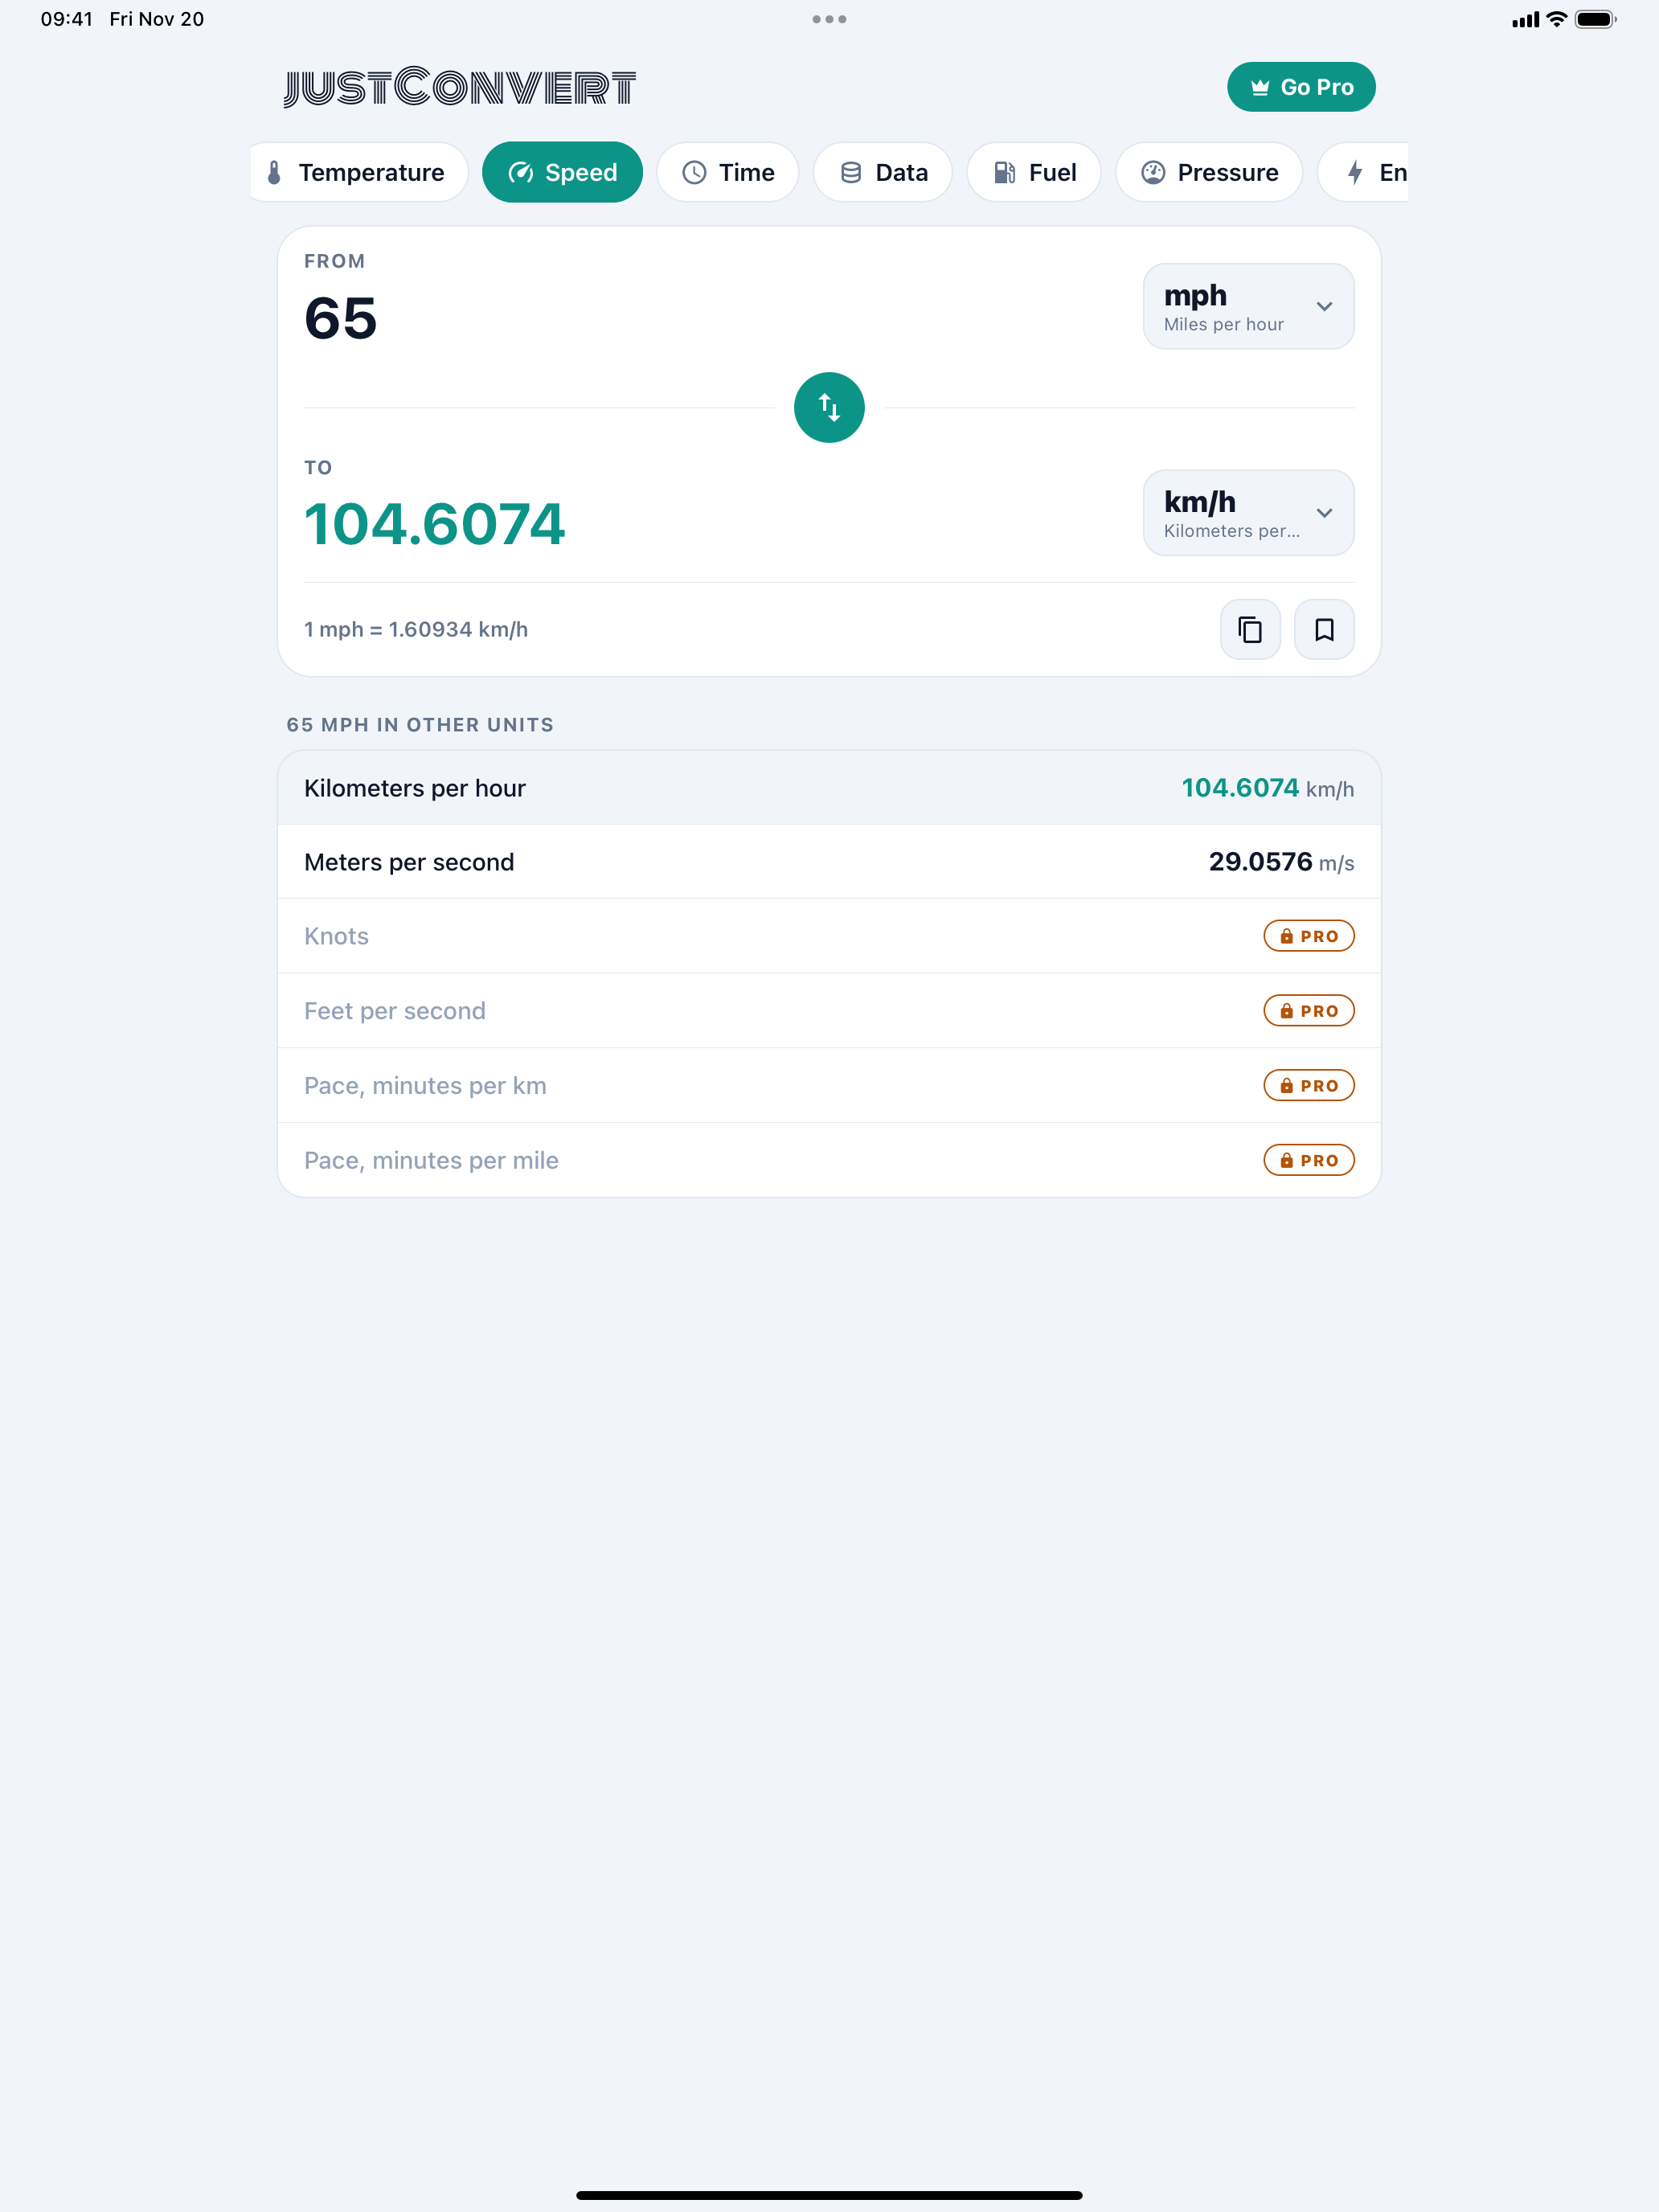 09:41 Fri Nov 20
JUSTCONVERT
Go Pro
Temperature
Speed
Time
Data
Fuel
Pressure
En
FROM
65
mph
Miles per hour
TO
104.6074
km/h
Kilometers per...
1 mph = 1.60934 km/h
65 MPH IN OTHER UNITS
Kilometers per hour 104.6074 km/h
Meters per second 29.0576 m/s
Knots PRO
Feet per second PRO
Pace, minutes per km PRO
Pace, minutes per mile PRO